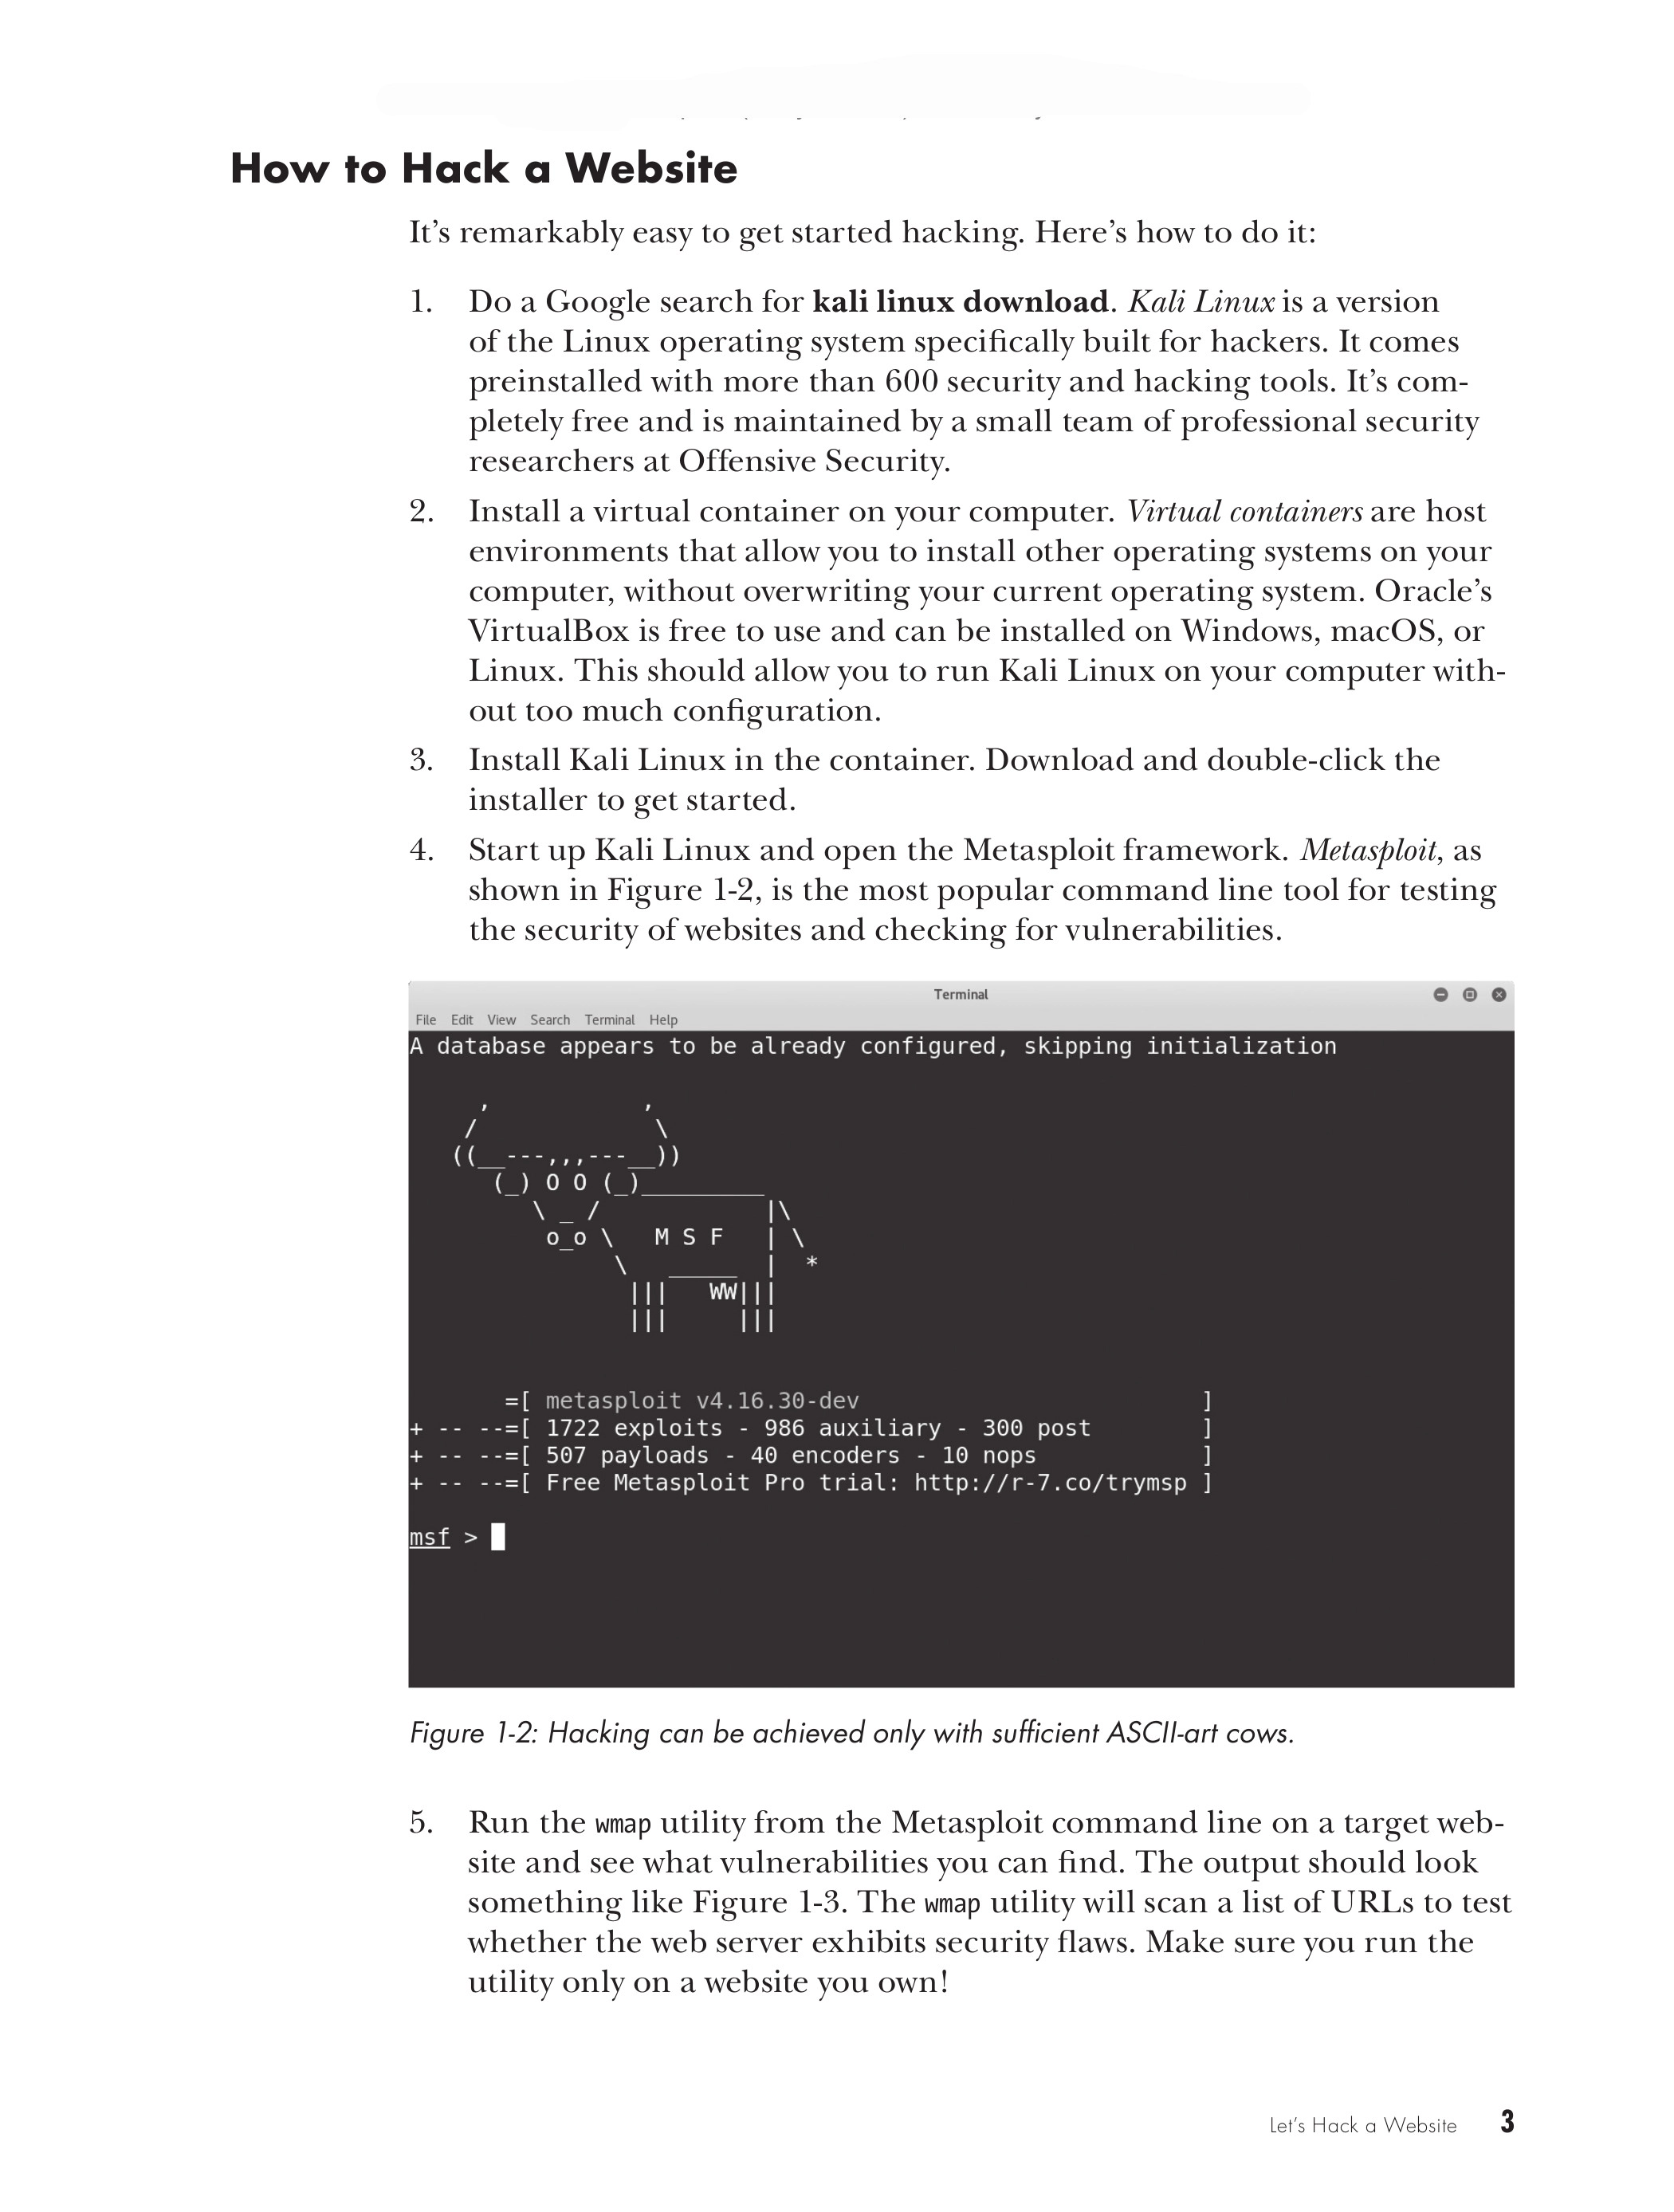 How to Hack a Website
It’s remarkably easy to get started hacking. Here’s how to do it:
1. Do a Google search for kali linux download. Kali Linux is a version
of the Linux operating system specifically built for hackers. It comes
preinstalled with more than 600 security and hacking tools. It’s com-
pletely free and is maintained by a small team of professional security
researchers at Offensive Security.
2. Install a virtual container on your computer. Virtual containers are host
environments that allow you to install other operating systems on your
computer, without overwriting your current operating system. Oracle’s
VirtualBox is free to use and can be installed on Windows, macOS, or
Linux. This should allow you to run Kali Linux on your computer with-
out too much configuration.
3. Install Kali Linux in the container. Download and double-click the
installer to get started.
4. Start up Kali Linux and open the Metasploit framework. Metasploit, as
shown in Figure 1-2, is the most popular command line tool for testing
the security of websites and checking for vulnerabilities.
Terminal
File Edit View Search Terminal Help
A database appears to be already configured, skipping initialization
     ,            ,
    /              \
   ((__---,,,---__))
      (_) O O (_)_________
         \ _ /            |\
          o_o \   M S F   | \
               \   _____  |  *
                |||   WW|||
                |||     |||
=[ metasploit v4.16.30-dev ]
+ -- --=[ 1722 exploits - 986 auxiliary - 300 post ]
+ -- --=[ 507 payloads - 40 encoders - 10 nops ]
+ -- --=[ Free Metasploit Pro trial: http://r-7.co/trymsp ]
msf >
Figure 1-2: Hacking can be achieved only with sufficient ASCII-art cows.
5. Run the wmap utility from the Metasploit command line on a target web-
site and see what vulnerabilities you can find. The output should look
something like Figure 1-3. The wmap utility will scan a list of URLs to test
whether the web server exhibits security flaws. Make sure you run the
utility only on a website you own!
Let’s Hack a Website 3